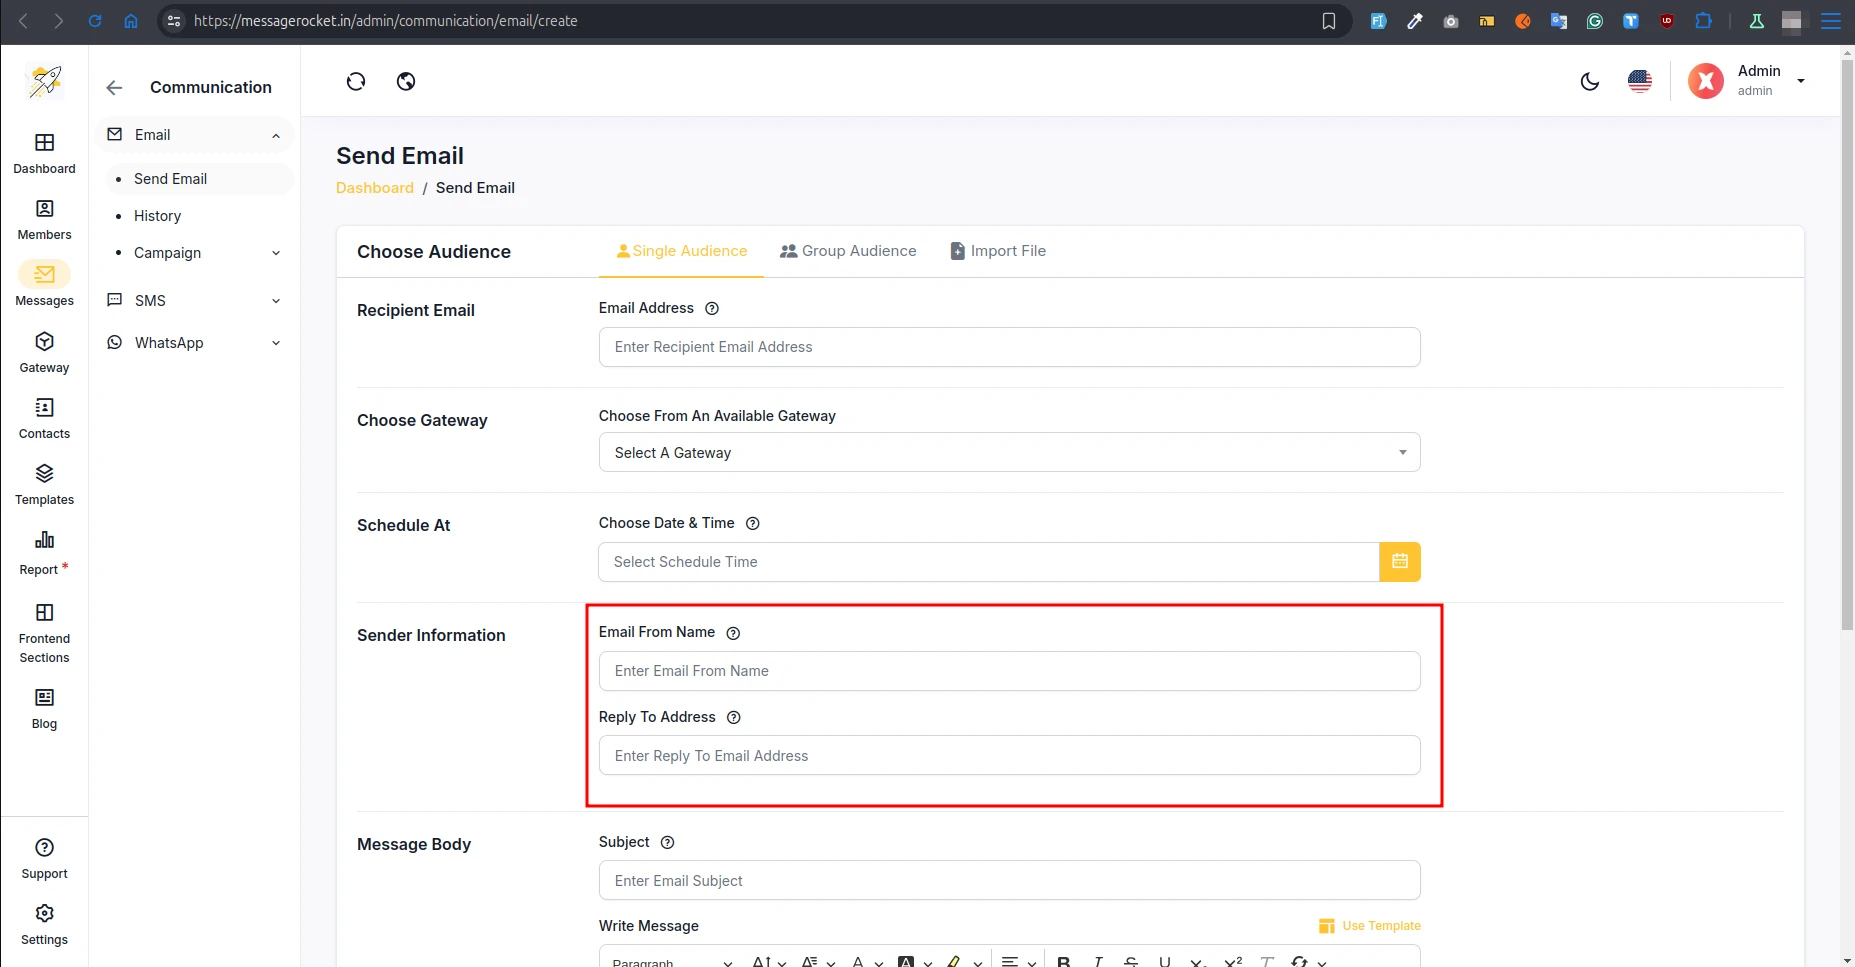 https://messagerocket.in/admin/communication/email/create
Communication
Admin
admin
Email
Send Email
History
Campaign
SMS
WhatsApp
Dashboard
Members
Messages
Gateway
Contacts
Templates
Report *
Frontend
Sections
Blog
Support
Settings
Send Email
Dashboard / Send Email
Choose Audience
Single Audience
Group Audience
Import File
Recipient Email
Email Address
Enter Recipient Email Address
Choose Gateway
Choose From An Available Gateway
Select A Gateway
Schedule At
Choose Date & Time
Select Schedule Time
Sender Information
Email From Name
Enter Email From Name
Reply To Address
Enter Reply To Email Address
Message Body
Subject
Enter Email Subject
Write Message
Use Template
Paragraph